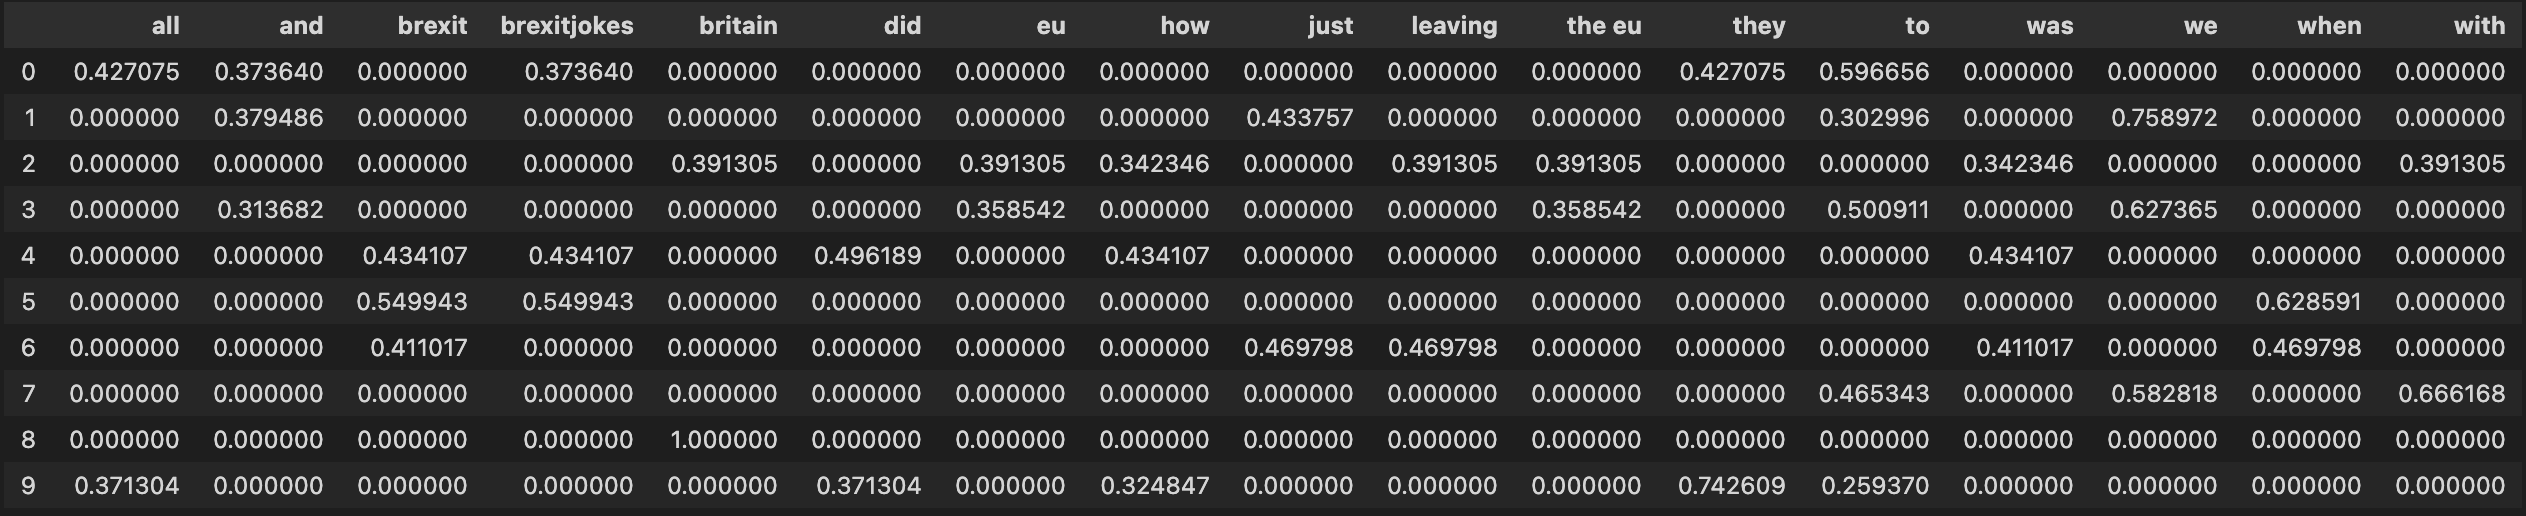 all and brexit brexitjokes britain did eu how just leaving the eu they to was we when with
0 0.427075 0.373640 0.000000 0.373640 0.000000 0.000000 0.000000 0.000000 0.000000 0.000000 0.000000 0.427075 0.596656 0.000000 0.000000 0.000000 0.000000
1 0.000000 0.379486 0.000000 0.000000 0.000000 0.000000 0.000000 0.000000 0.433757 0.000000 0.000000 0.000000 0.302996 0.000000 0.758972 0.000000 0.000000
2 0.000000 0.000000 0.000000 0.000000 0.391305 0.000000 0.391305 0.342346 0.000000 0.391305 0.391305 0.000000 0.000000 0.342346 0.000000 0.000000 0.391305
3 0.000000 0.313682 0.000000 0.000000 0.000000 0.000000 0.358542 0.000000 0.000000 0.000000 0.358542 0.000000 0.500911 0.000000 0.627365 0.000000 0.000000
4 0.000000 0.000000 0.434107 0.434107 0.000000 0.496189 0.000000 0.434107 0.000000 0.000000 0.000000 0.000000 0.000000 0.434107 0.000000 0.000000 0.000000
5 0.000000 0.000000 0.549943 0.549943 0.000000 0.000000 0.000000 0.000000 0.000000 0.000000 0.000000 0.000000 0.000000 0.000000 0.000000 0.628591 0.000000
6 0.000000 0.000000 0.411017 0.000000 0.000000 0.000000 0.000000 0.000000 0.469798 0.469798 0.000000 0.000000 0.000000 0.411017 0.000000 0.469798 0.000000
7 0.000000 0.000000 0.000000 0.000000 0.000000 0.000000 0.000000 0.000000 0.000000 0.000000 0.000000 0.000000 0.465343 0.000000 0.582818 0.000000 0.666168
8 0.000000 0.000000 0.000000 0.000000 1.000000 0.000000 0.000000 0.000000 0.000000 0.000000 0.000000 0.000000 0.000000 0.000000 0.000000 0.000000 0.000000
9 0.371304 0.000000 0.000000 0.000000 0.000000 0.371304 0.000000 0.324847 0.000000 0.000000 0.000000 0.742609 0.259370 0.000000 0.000000 0.000000 0.000000